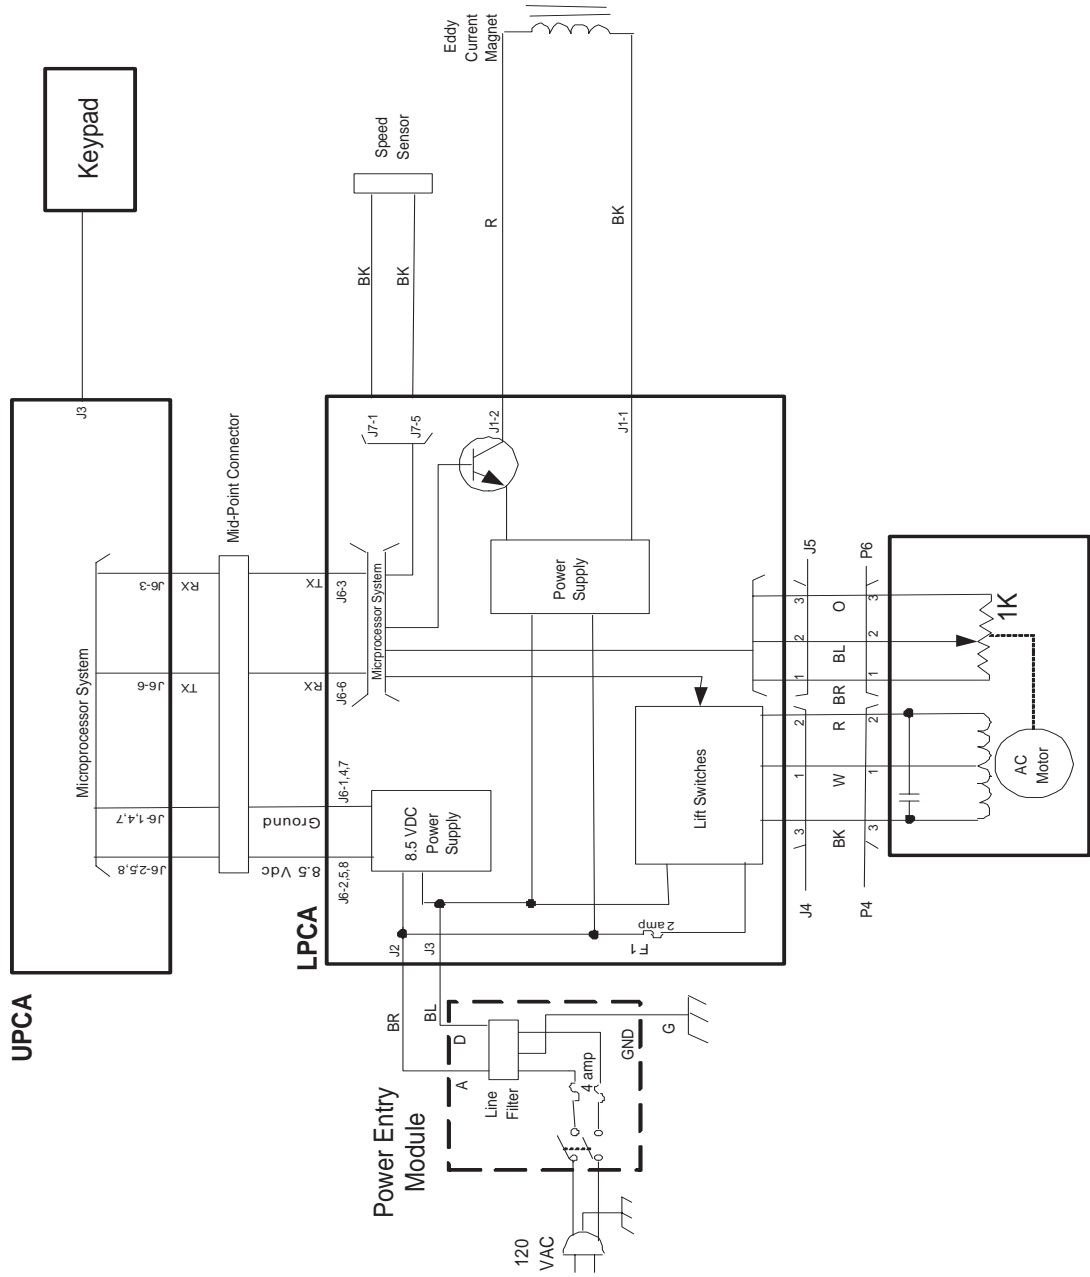 UPCA
Keypad
J3
Microprocessor System
J6-2,5,8
J6-1,4,7
J6-6
J6-3
TX
RX
Mid-Point Connector
8.5 Vdc
Ground
RX
TX
J6-2,5,8
J6-1,4,7
J6-6
J6-3
LPCA
Micrprocessor System
8.5 VDC
Power
Supply
J7-1
J7-5
BK
BK
Speed
Sensor
J1-2
J1-1
R
BK
Eddy
Current
Magnet
Power
Supply
Lift Switches
J2
J3
F1
2 amp
BR
BL
Power Entry
Module
A
D
Line
Filter
4 amp
GND
G
120
VAC
J4
3
1
2
1
2
3
J5
BK
W
R
BR
BL
O
P4
3
1
2
1
2
3
P6
AC
Motor
1K